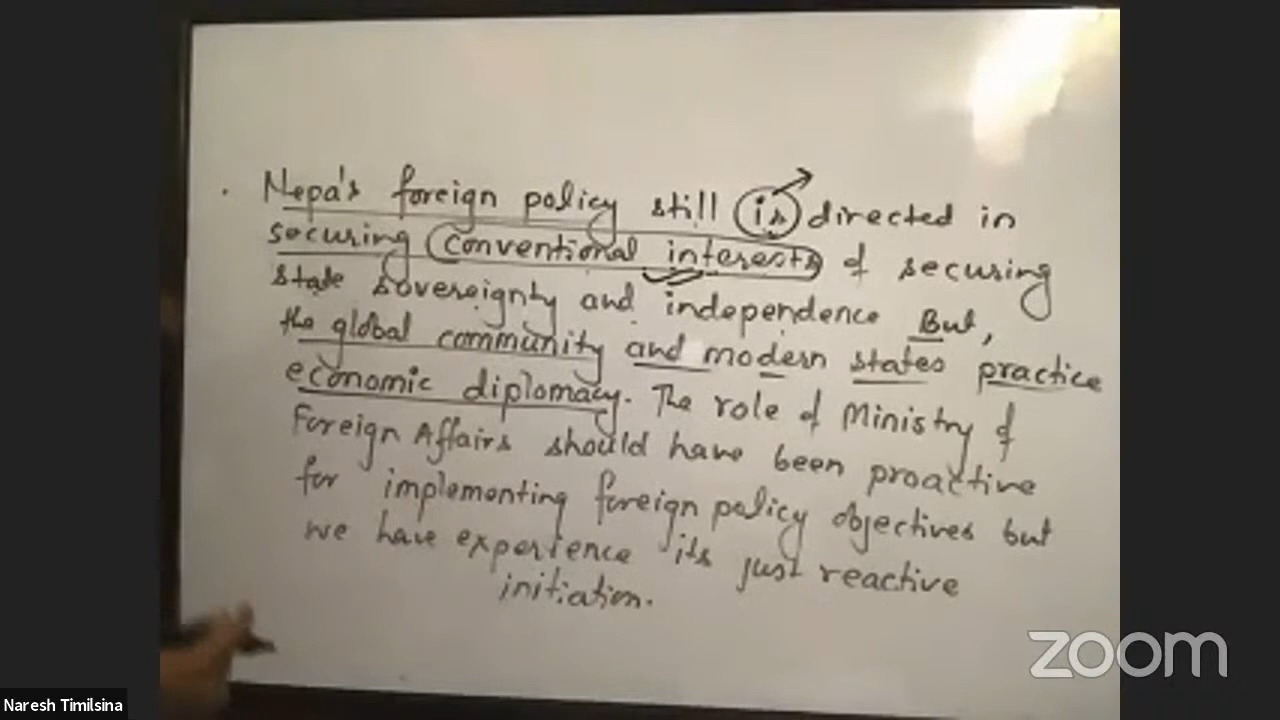 . Nepa's foreign policy still is directed in
securing conventional interests of securing
state sovereignty and independence But,
the global community and modern states practice
economic diplomacy. The role of Ministry of
Foreign Affairs should have been proactive
for implementing foreign policy objectives but
we have experience its just reactive
initiation.
zoom
Naresh Timilsina